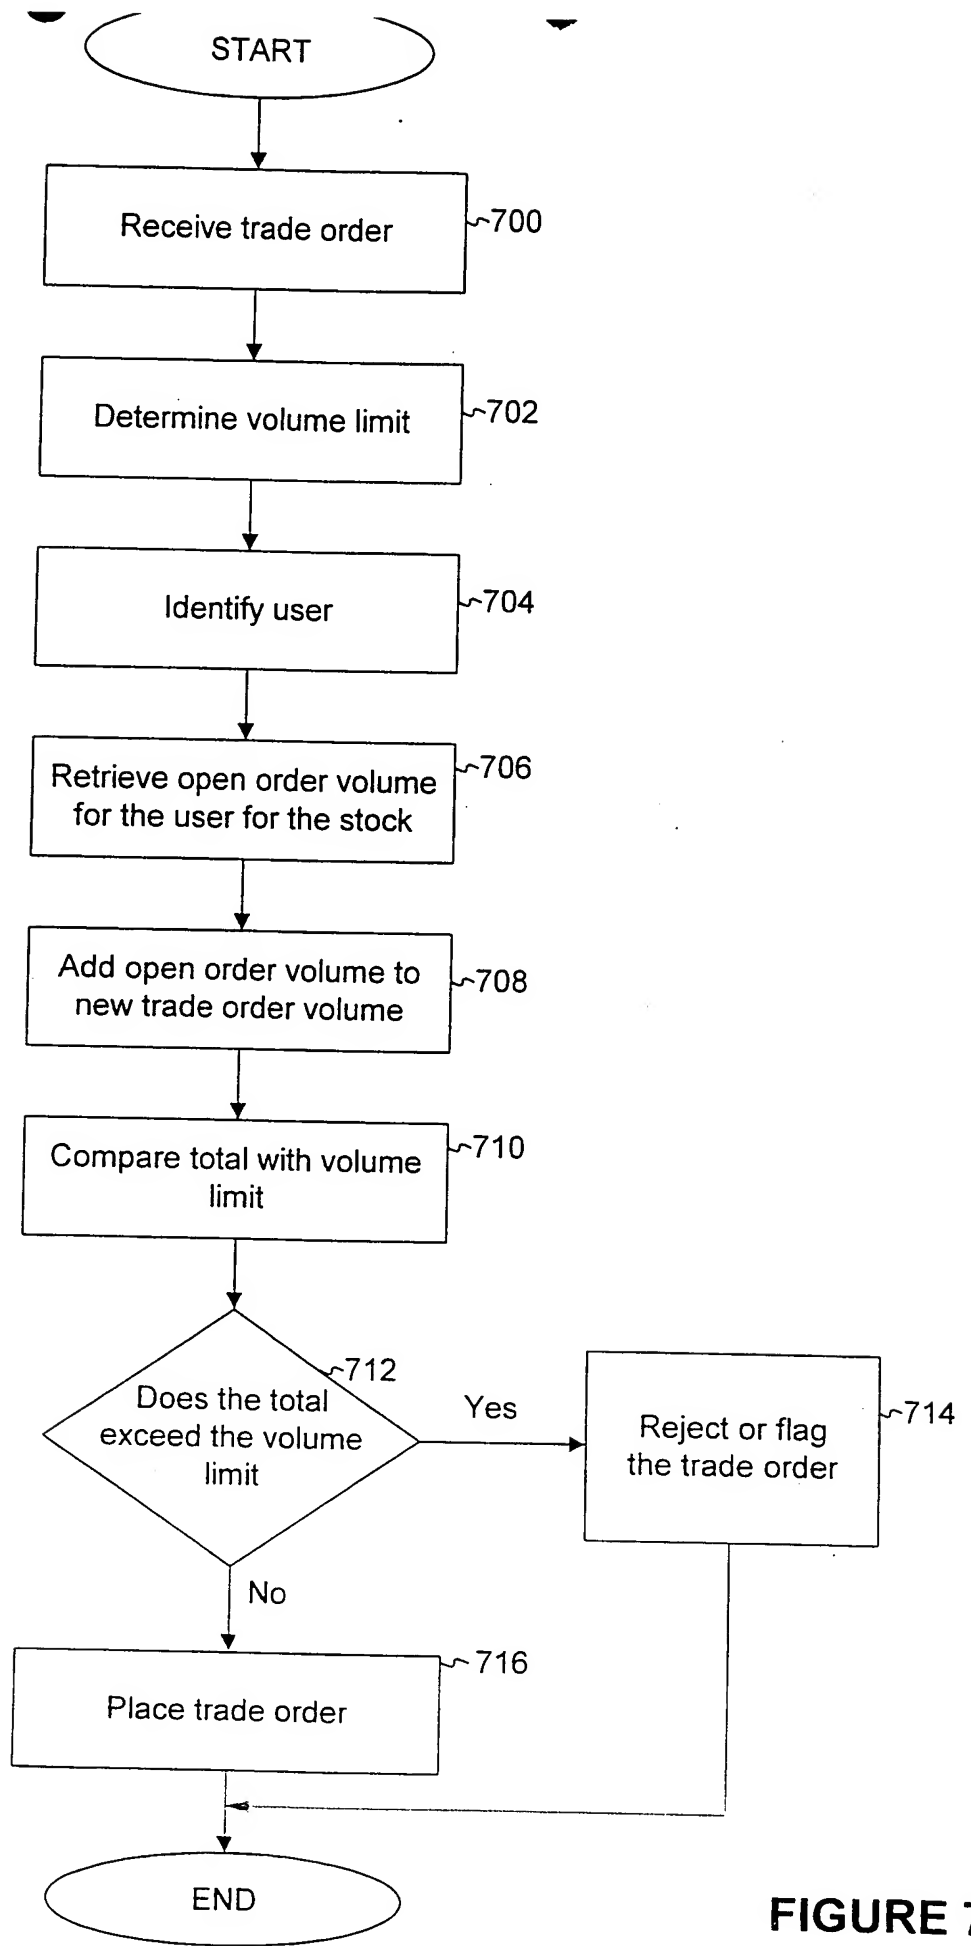 START
Receive trade order
700
Determine volume limit
702
Identify user
704
Retrieve open order volume
for the user for the stock
706
Add open order volume to
new trade order volume
708
Compare total with volume
limit
710
712
Does the total
exceed the volume
limit
Yes
Reject or flag
the trade order
714
No
716
Place trade order
END
FIGURE 7